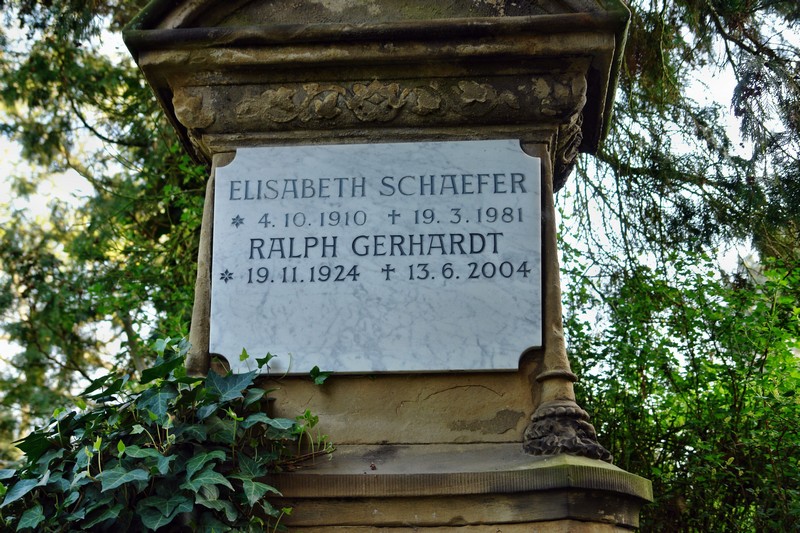 ELISABETH SCHAEFER
* 4.10.1910 † 19.3.1981
RALPH GERHARDT
* 19.11.1924 † 13.6.2004